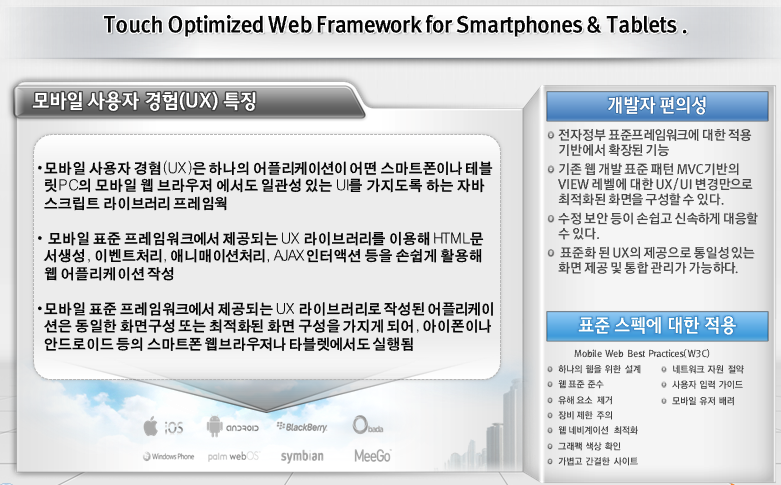 Touch Optimized Web Framework for Smartphones & Tablets .
모바일 사용자 경험(UX) 특징
•모바일 사용자 경험(UX)은 하나의 어플리케이션이 어떤 스마트폰이나 테블
릿PC의 모바일 웹 브라우저 에서도 일관성 있는 UI를 가지도록 하는 자바
스크립트 라이브러리 프레임웍
• 모바일 표준 프레임워크에서 제공되는 UX 라이브러리를 이용해 HTML문
서생성, 이벤트처리, 애니매이션처리, AJAX인터액션 등을 손쉽게 활용해
웹 어플리케이션 작성
•모바일 표준 프레임워크에서 제공되는 UX 라이브러리로 작성된 어플리케이
션은 동일한 화면구성 또는 최적화된 화면 구성을 가지게 되어, 아이폰이나
안드로이드 등의 스마트폰 웹브라우저나 타블렛에서도 실행됨
iOS android BlackBerry bada
Windows Phone palm webOS symbian MeeGo
개발자 편의성
전자정부 표준프레임워크에 대한 적용
기반에서 확장된 기능
기존 웹 개발 표준 패턴 MVC기반의
VIEW 레벨에 대한 UX/UI 변경만으로
최적화된 화면을 구성할 수 있다.
수정 보안 등이 손쉽고 신속하게 대응할
수 있다.
표준화 된 UX의 제공으로 통일성 있는
화면 제공 및 통합 관리가 가능하다.
표준 스펙에 대한 적용
Mobile Web Best Practices(W3C)
하나의 웹을 위한 설계
웹 표준 준수
유해 요소 제거
장비 제한 주의
웹 네비게이션 최적화
그래팩 색상 확인
가볍고 간결한 사이트
네트워크 자원 절약
사용자 입력 가이드
모바일 유저 배려